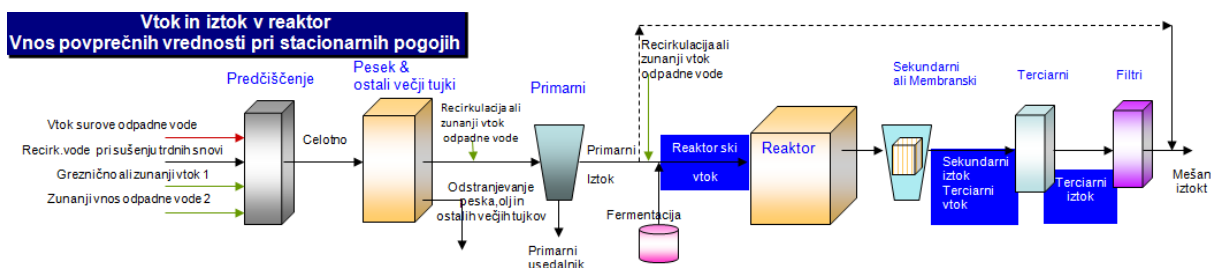 Vtok in iztok v reaktor
Vnos povprečnih vrednosti pri stacionarnih pogojih
Predčiščenje
Pesek &
ostali večji tujki
Primarni
Recirkulacija ali
zunanji vtok
odpadne vode
Sekundarni
ali Membranski
Terciarni
Filtri
Vtok surove odpadne vode
Recirk.vode pri sušenju trdnih snovi
Greznično ali zunanji vtok 1
Zunanji vnos odpadne vode 2
Celotno
Recirkulacija ali
zunanji vtok
odpadne vode
Primarni
Iztok
Reaktor ski
vtok
Reaktor
Sekundarni
iztok
Terciarni
vtok
Terciarni
iztok
Mešan
iztokt
Odstranjevanje
peska,olj in
ostalih večjih tujkov
Fermentacija
Primarni
usedalnik